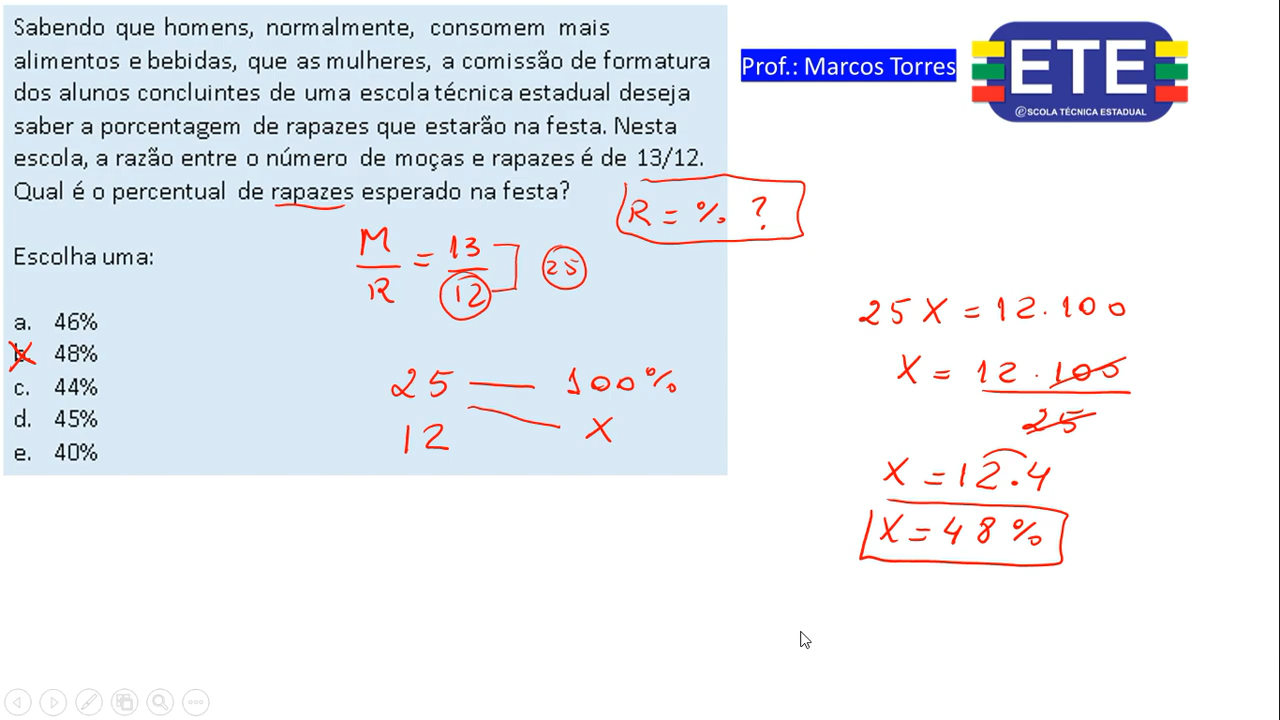 Sabendo que homens, normalmente, consomem mais
alimentos e bebidas, que as mulheres, a comissão de formatura
dos alunos concluintes de uma escola técnica estadual deseja
saber a porcentagem de rapazes que estarão na festa. Nesta
escola, a razão entre o número de moças e rapazes é de 13/12.
Qual é o percentual de rapazes esperado na festa?
R = % ?
M/R = 13/12
25
Escolha uma:
a. 46%
b. 48%
c. 44%
d. 45%
e. 40%
25 — 100%
12 — X
Prof.: Marcos Torres
ETE
eSCOLA TÉCNICA ESTADUAL
25 X = 12.100
X = 12.100
25
X = 12.4
X = 48 %